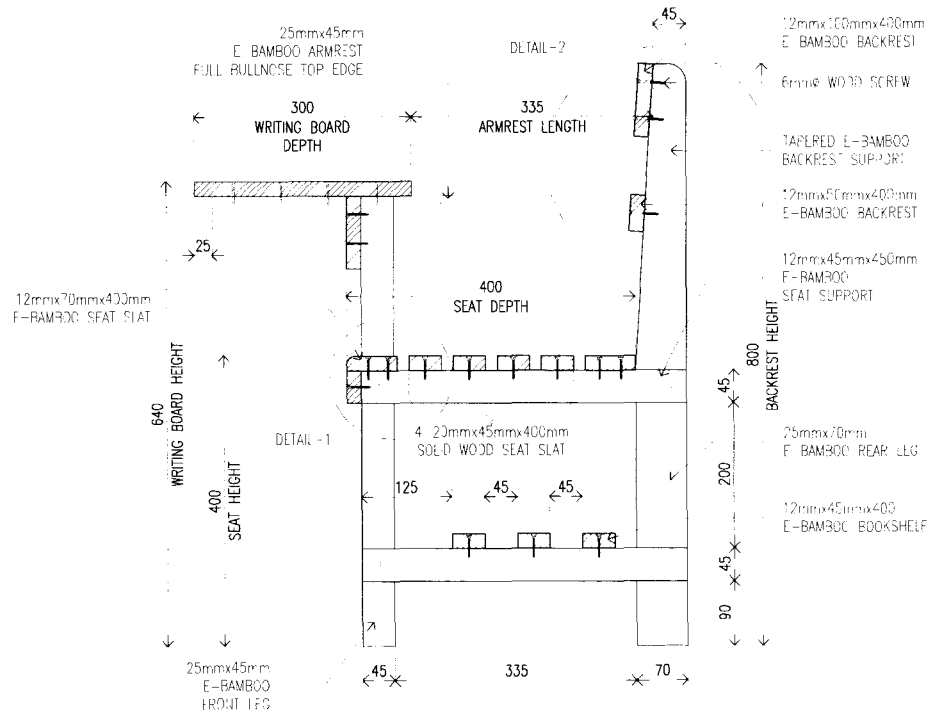 25mmx45mm
E-BAMBOO ARMREST
FULL BULLNOSE TOP EDGE
DETAIL-2
45
12mmx100mmx400mm
E-BAMBOO BACKREST
6mmø WOOD SCREW
300
WRITING BOARD
DEPTH
335
ARMREST LENGTH
TAPERED E-BAMBOO
BACKREST SUPPORT
12mmx50mmx400mm
E-BAMBOO BACKREST
25
12mmx45mmx450mm
E-BAMBOO
SEAT SUPPORT
12mmx70mmx400mm
E-BAMBOO SEAT SLAT
400
SEAT DEPTH
640
WRITING BOARD HEIGHT
400
SEAT HEIGHT
800
BACKREST HEIGHT
45
DETAIL-1
4-20mmx45mmx400mm
SOLID WOOD SEAT SLAT
25mmx70mm
E-BAMBOO REAR LEG
200
125
45
45
12mmx45mmx400
E-BAMBOO BOOKSHELF
45
90
25mmx45mm
E-BAMBOO
FRONT LEG
45
335
70